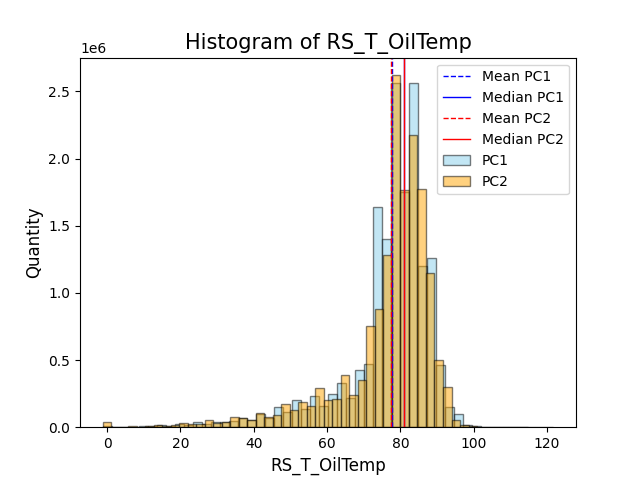 Histogram of RS_T_OilTemp
1e6
Mean PC1
Median PC1
Mean PC2
Median PC2
PC1
PC2
2.5
2.0
1.5
1.0
0.5
0.0
Quantity
0 20 40 60 80 100 120
RS_T_OilTemp